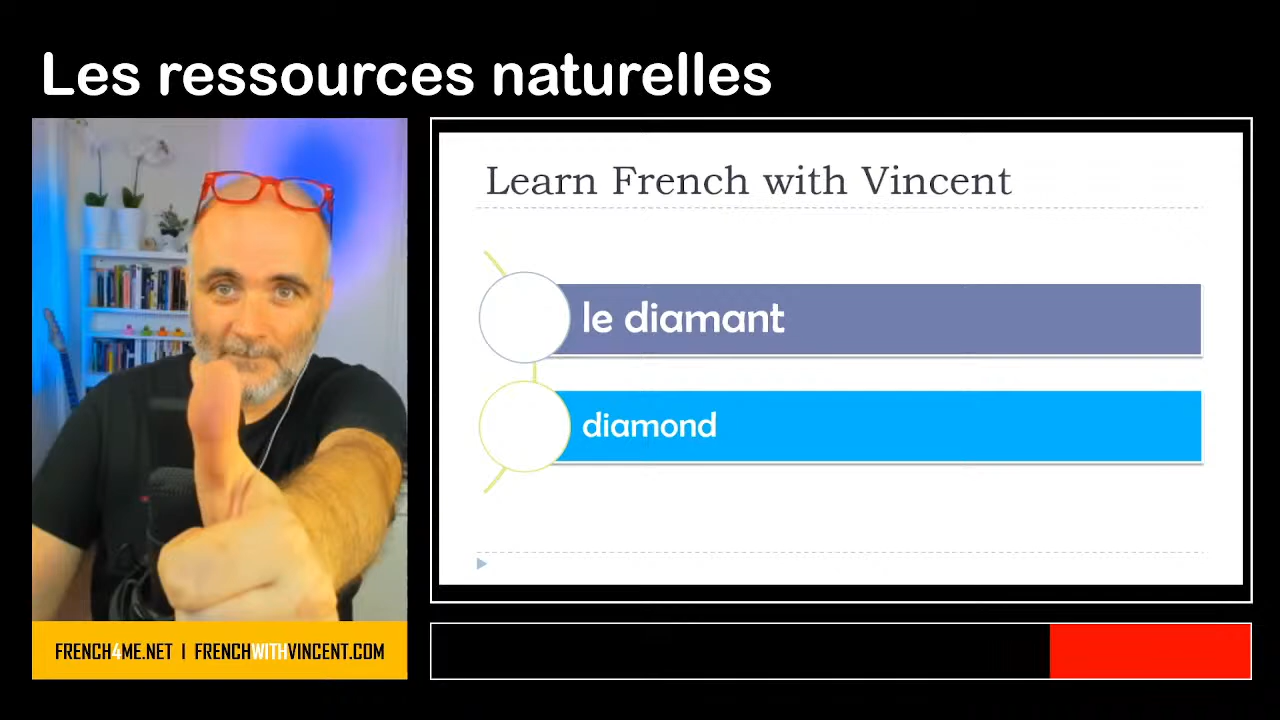 Les ressources naturelles
Learn French with Vincent
le diamant
diamond
FRENCH4ME.NET I FRENCHWITHVINCENT.COM